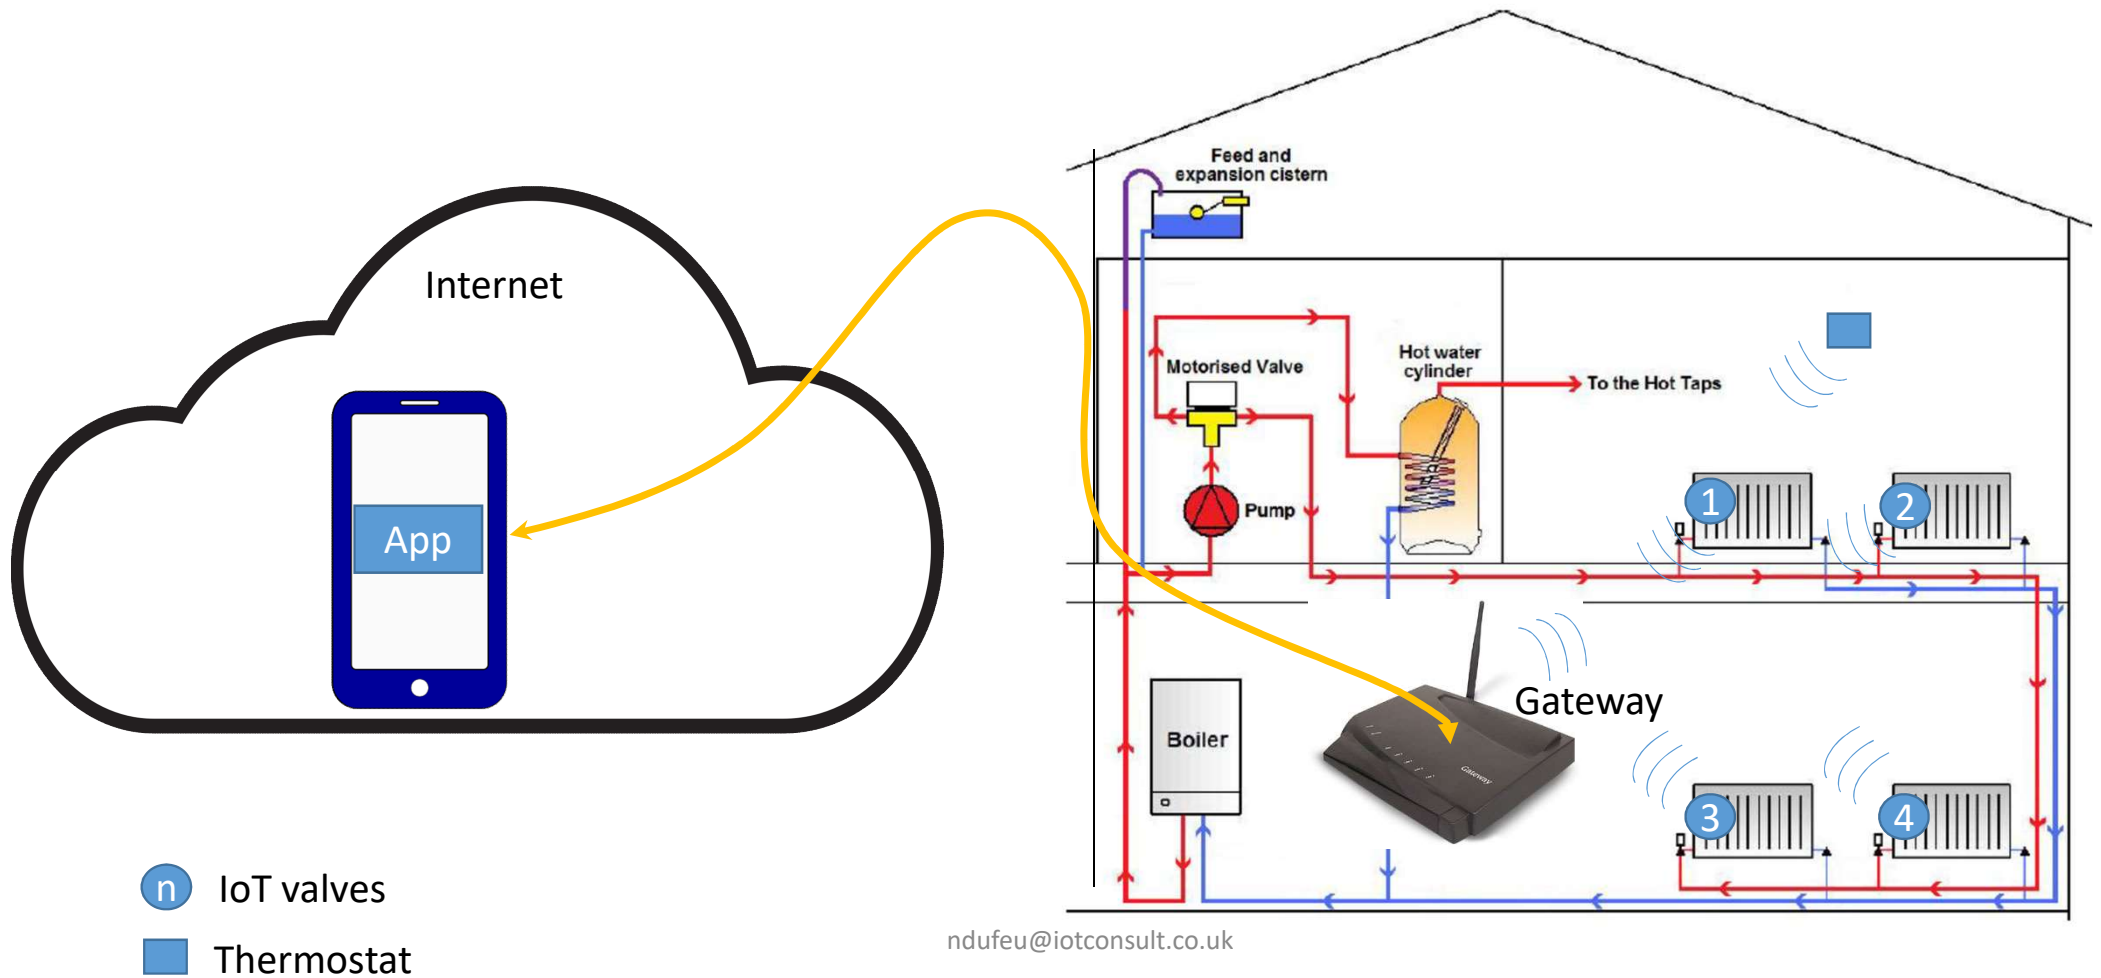 Feed and
expansion cistern
Internet
Motorised Valve
Hot water
cylinder
To the Hot Taps
Pump
1
2
App
Gateway
Boiler
Gateway
3
4
n IoT valves
Thermostat
ndufeu@iotconsult.co.uk